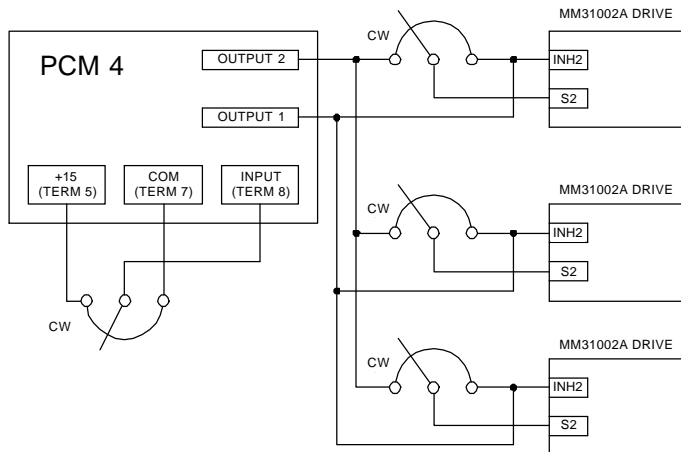 MM31002A DRIVE
CW
PCM 4
OUTPUT 2
INH2
S2
OUTPUT 1
+15
(TERM 5)
COM
(TERM 7)
INPUT
(TERM 8)
MM31002A DRIVE
CW
INH2
S2
CW
MM31002A DRIVE
CW
INH2
S2